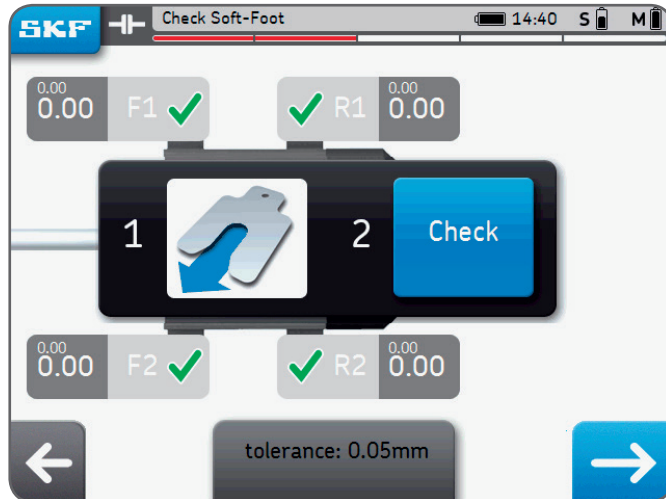 SKF
Check Soft-Foot
14:40 S M
0.00
0.00 F1
R1 0.00
0.00
1 2 Check
0.00
0.00 F2
R2 0.00
0.00
tolerance: 0.05mm